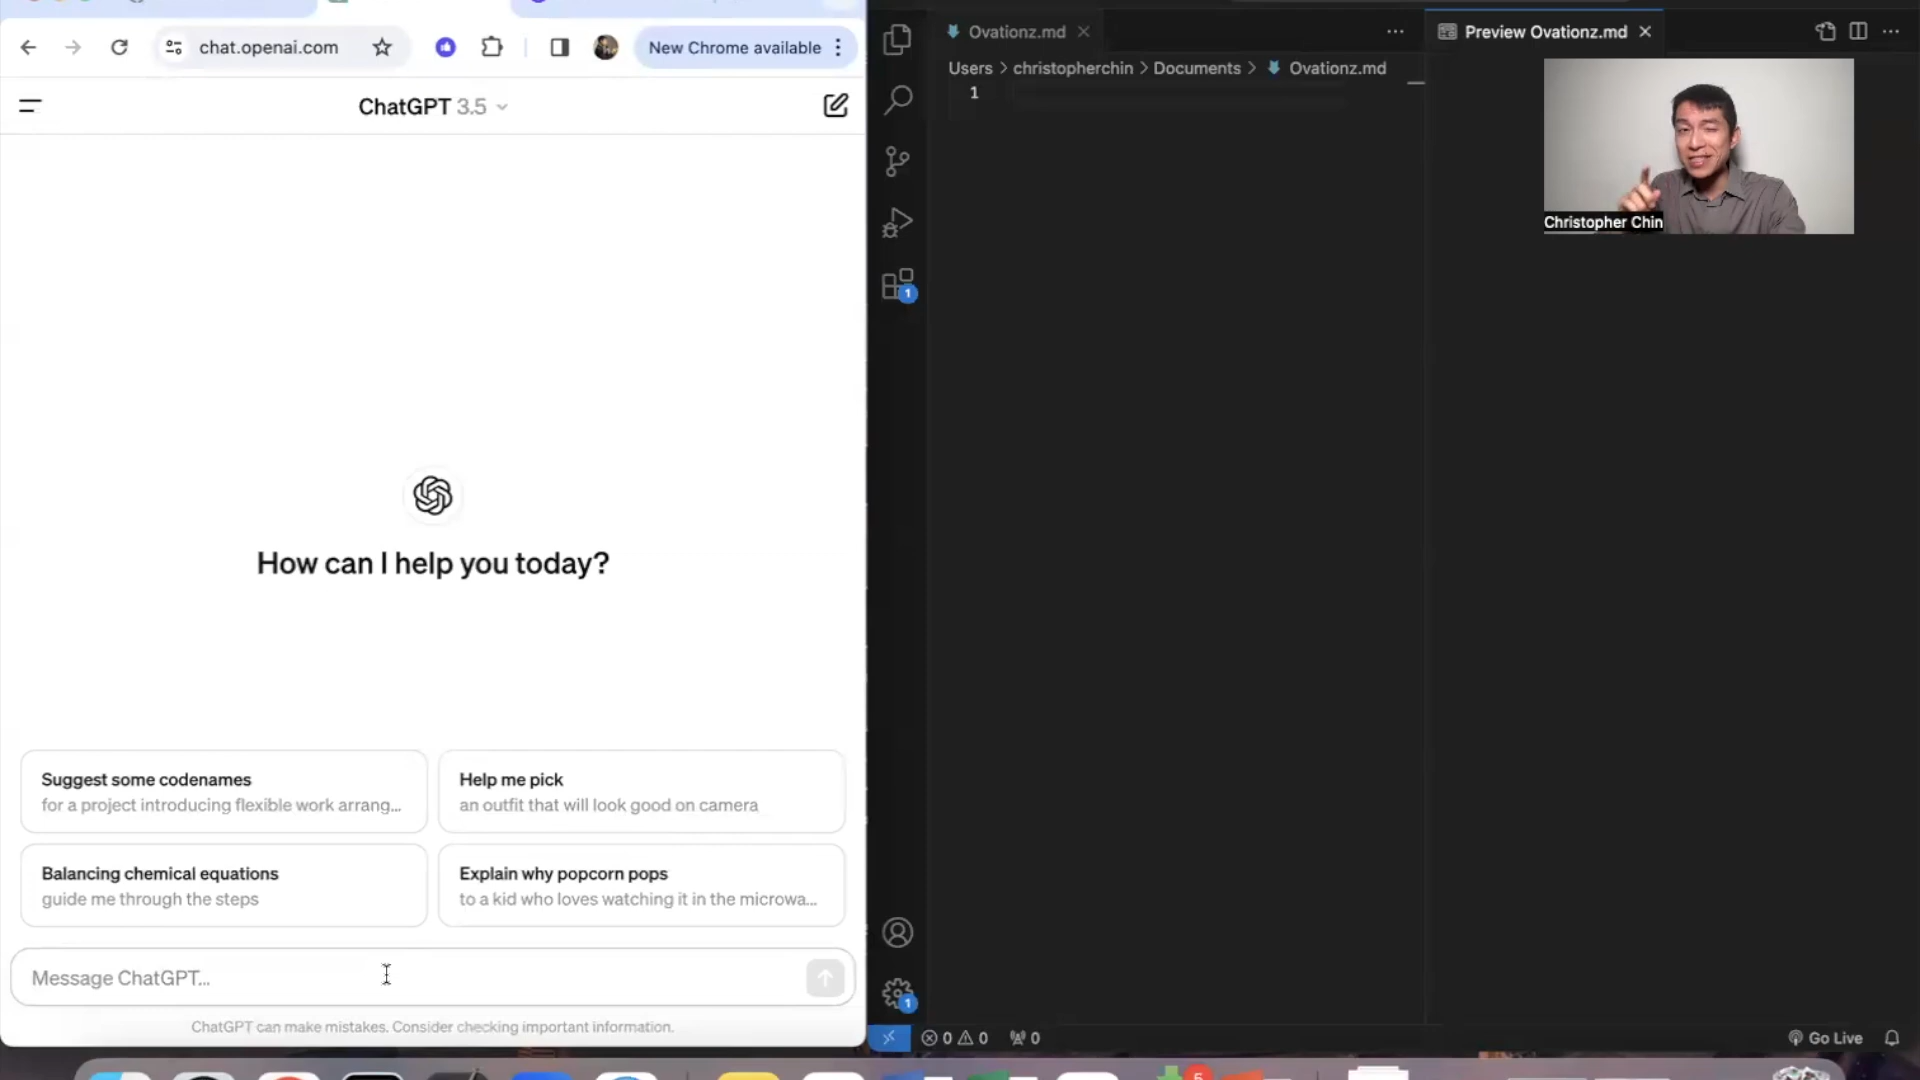 chat.openai.com
New Chrome available
ChatGPT 3.5
How can I help you today?
Suggest some codenames
for a project introducing flexible work arrang...
Help me pick
an outfit that will look good on camera
Balancing chemical equations
guide me through the steps
Explain why popcorn pops
to a kid who loves watching it in the microwa...
Message ChatGPT...
ChatGPT can make mistakes. Consider checking important information.
Ovationz.md
Users > christopherchin > Documents > Ovationz.md
1
Preview Ovationz.md
Christopher Chin
1
1
0 0 0
Go Live
5